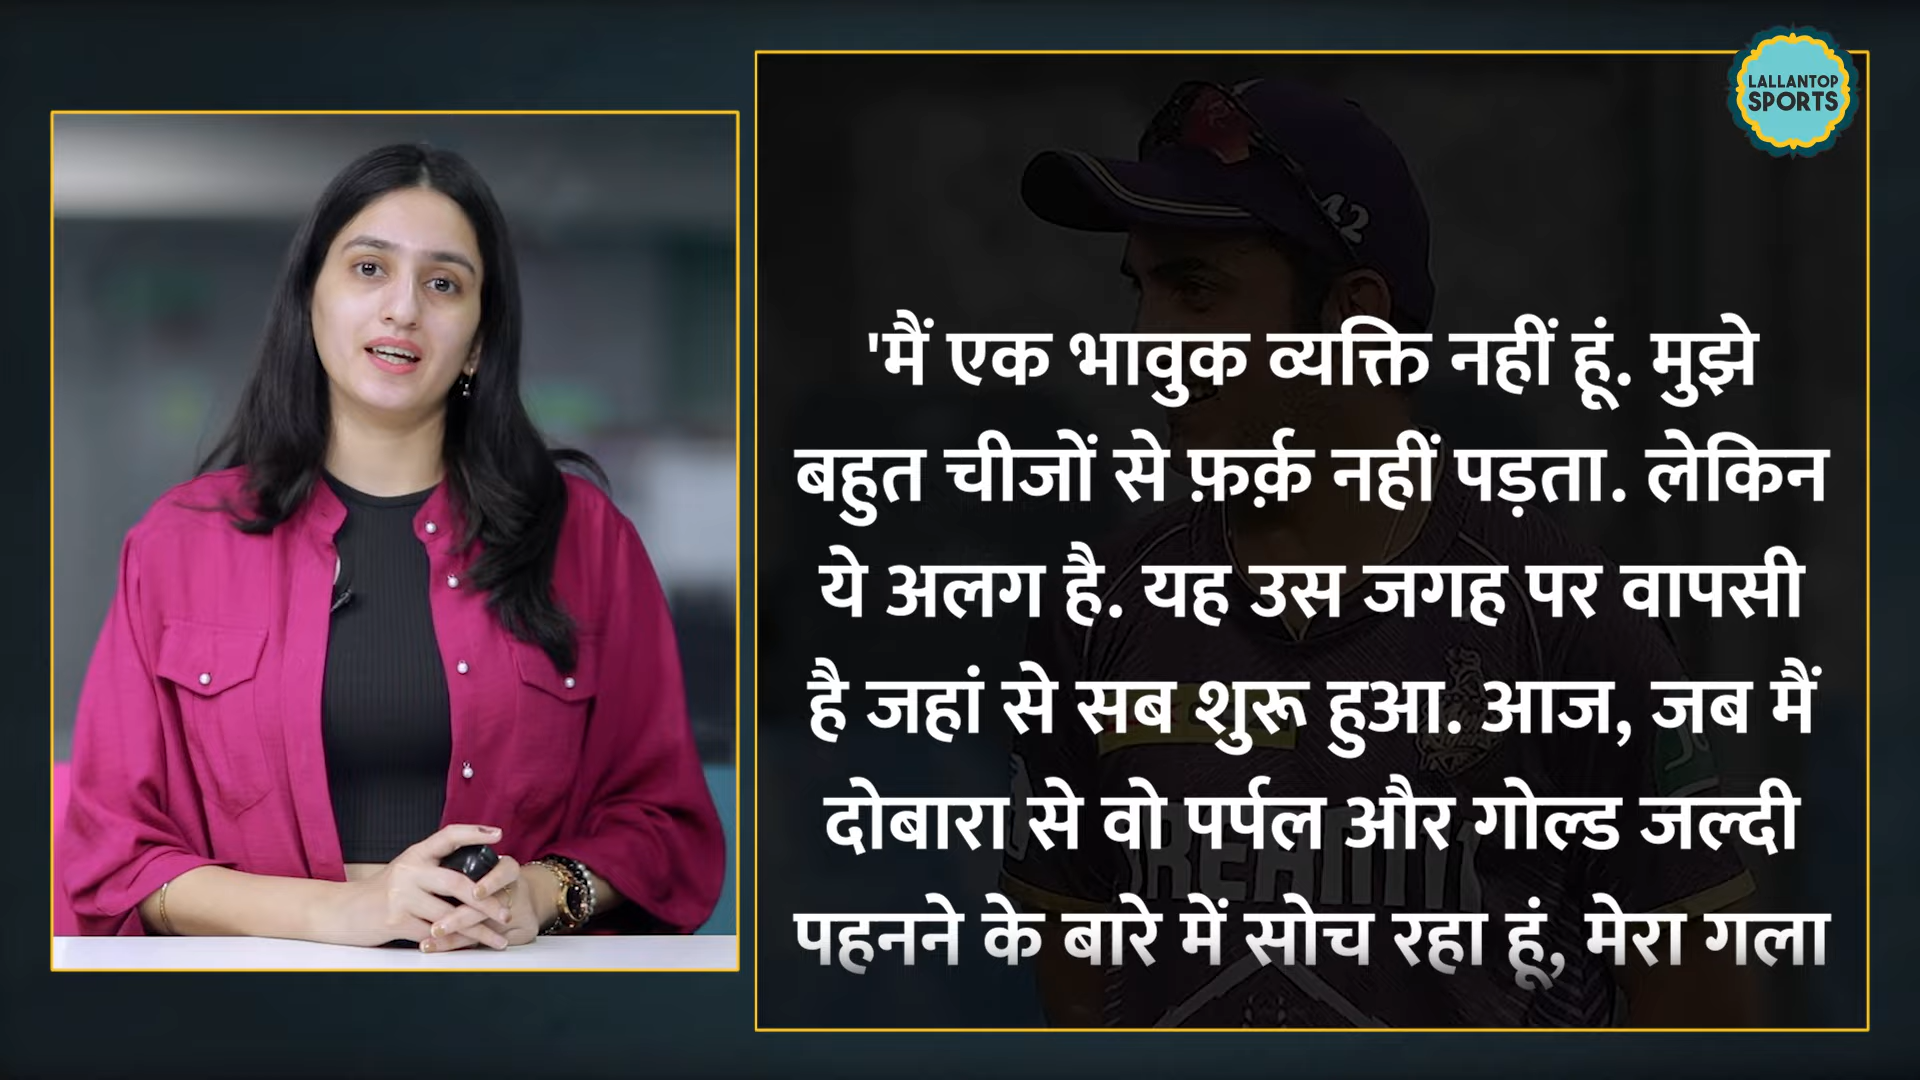 LALLANTOP
SPORTS
42
'मैं एक भावुक व्यक्ति नहीं हूं. मुझे
बहुत चीजों से फ़र्क़ नहीं पड़ता. लेकिन
ये अलग है. यह उस जगह पर वापसी
है जहां से सब शुरू हुआ. आज, जब मैं
दोबारा से वो पर्पल और गोल्ड जल्दी
पहनने के बारे में सोच रहा हूं, मेरा गला